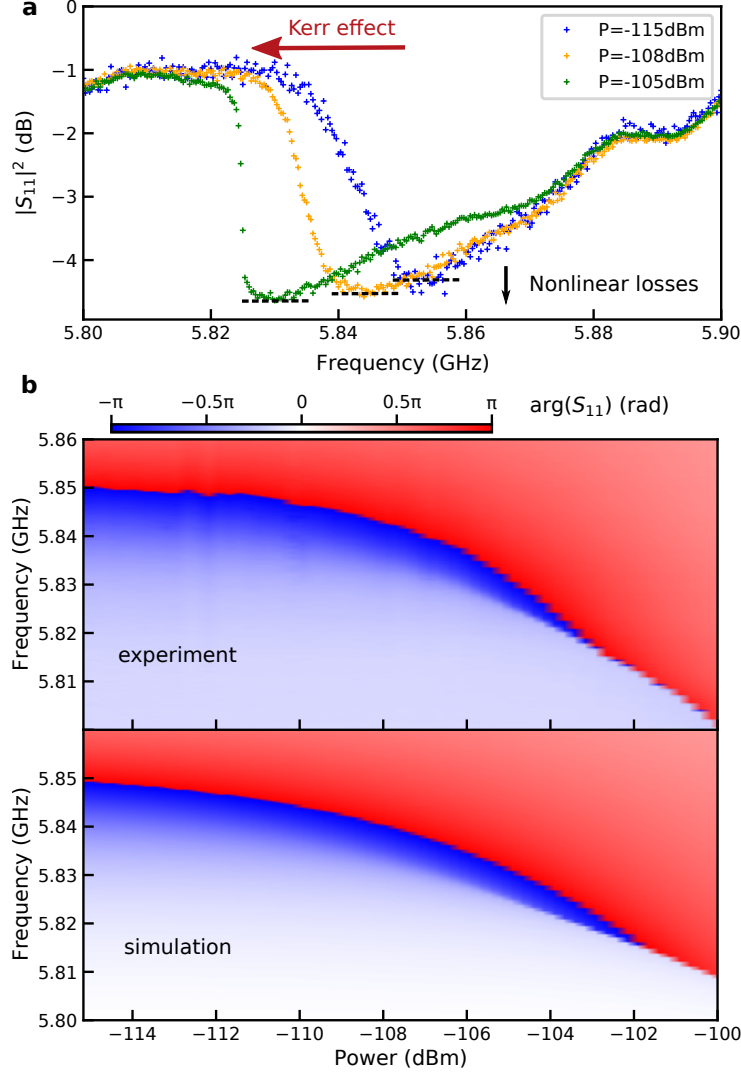 a
Kerr effect
P=-115dBm
P=-108dBm
P=-105dBm
0
−1
−2
−3
−4
|S11|² (dB)
Nonlinear losses
5.80 5.82 5.84 5.86 5.88 5.90
Frequency (GHz)
b
−π −0.5π 0 0.5π π arg(S11) (rad)
5.86
5.85
5.84
5.83
5.82
5.81
Frequency (GHz)
experiment
5.85
5.84
5.83
5.82
5.81
5.80
Frequency (GHz)
simulation
−114 −112 −110 −108 −106 −104 −102 −100
Power (dBm)